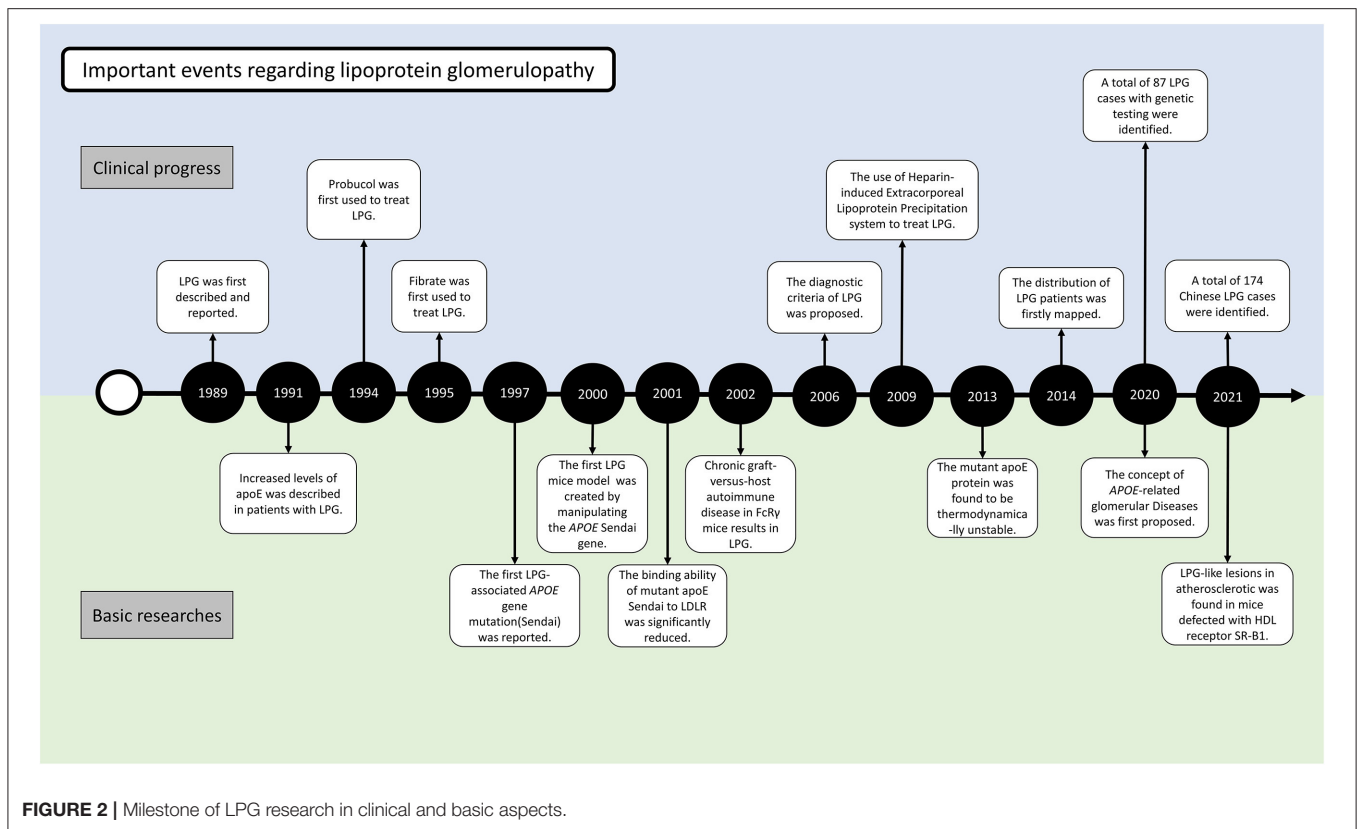 Important events regarding lipoprotein glomerulopathy
Clinical progress
A total of 87 LPG
cases with genetic
testing were
identified.
Probucol was
first used to treat
LPG.
The use of Heparin-
induced Extracorporeal
Lipoprotein Precipitation
system to treat LPG.
LPG was first
described and
reported.
Fibrate was
first used to
treat LPG.
The diagnostic
criteria of LPG
was proposed.
The distribution of
LPG patients was
firstly mapped.
A total of 174
Chinese LPG cases
were identified.
1989 1991 1994 1995 1997 2000 2001 2002 2006 2009 2013 2014 2020 2021
Increased levels of
apoE was described
in patients with LPG.
The first LPG
mice model was
created by
manipulating
the APOE Sendai
gene.
Chronic graft-
versus-host
autoimmune
disease in FcRγ
mice results in
LPG.
The mutant apoE
protein was
found to be
thermodynamica
-lly unstable.
The concept of
APOE-related
glomerular Diseases
was first proposed.
The first LPG-
associated APOE
gene
mutation(Sendai)
was reported.
The binding ability
of mutant apoE
Sendai to LDLR
was significantly
reduced.
LPG-like lesions in
atherosclerotic was
found in mice
defected with HDL
receptor SR-B1.
Basic researches
FIGURE 2 | Milestone of LPG research in clinical and basic aspects.